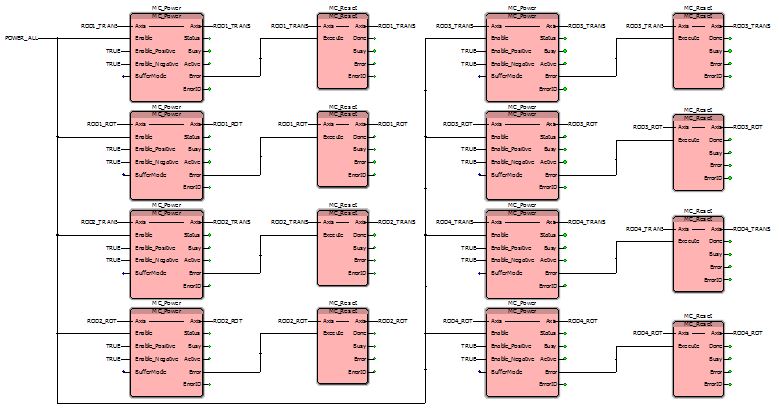 MC_Power MC_Reset MC_Power MC_Reset
MC_Power MC_Reset MC_Power MC_Reset
ROD1_TRANS Axis Axis ROD1_TRANS ROD1_TRANS Axis Axis ROD1_TRANS ROD3_TRANS Axis Axis ROD3_TRANS ROD3_TRANS Axis Axis ROD3_TRANS
POWER_ALL Enable Status Execute Done Enable Status Execute Done
TRUE Enable_Positive Busy Busy TRUE Enable_Positive Busy Busy
TRUE Enable_Negative Active Error TRUE Enable_Negative Active Error
BufferMode Error ErrorID BufferMode Error ErrorID
ErrorID ErrorID
MC_Power MC_Reset MC_Power MC_Reset
MC_Power MC_Reset MC_Power MC_Reset
ROD1_ROT Axis Axis ROD1_ROT ROD1_ROT Axis Axis ROD1_ROT ROD3_ROT Axis Axis ROD3_ROT ROD3_ROT Axis Axis ROD3_ROT
Enable Status Execute Done Enable Status Execute Done
TRUE Enable_Positive Busy Busy TRUE Enable_Positive Busy Busy
TRUE Enable_Negative Active Error TRUE Enable_Negative Active Error
BufferMode Error ErrorID BufferMode Error ErrorID
ErrorID ErrorID
MC_Power MC_Reset MC_Power MC_Reset
MC_Power MC_Reset MC_Power MC_Reset
ROD2_TRANS Axis Axis ROD2_TRANS ROD2_TRANS Axis Axis ROD2_TRANS ROD4_TRANS Axis Axis ROD4_TRANS ROD4_TRANS Axis Axis ROD4_TRANS
Enable Status Execute Done Enable Status Execute Done
TRUE Enable_Positive Busy Busy TRUE Enable_Positive Busy Busy
TRUE Enable_Negative Active Error TRUE Enable_Negative Active Error
BufferMode Error ErrorID BufferMode Error ErrorID
ErrorID ErrorID
MC_Power MC_Reset MC_Power MC_Reset
MC_Power MC_Reset MC_Power MC_Reset
ROD2_ROT Axis Axis ROD2_ROT ROD2_ROT Axis Axis ROD2_ROT ROD4_ROT Axis Axis ROD4_ROT ROD4_ROT Axis Axis ROD4_ROT
Enable Status Execute Done Enable Status Execute Done
TRUE Enable_Positive Busy Busy TRUE Enable_Positive Busy Busy
TRUE Enable_Negative Active Error TRUE Enable_Negative Active Error
BufferMode Error ErrorID BufferMode Error ErrorID
ErrorID ErrorID